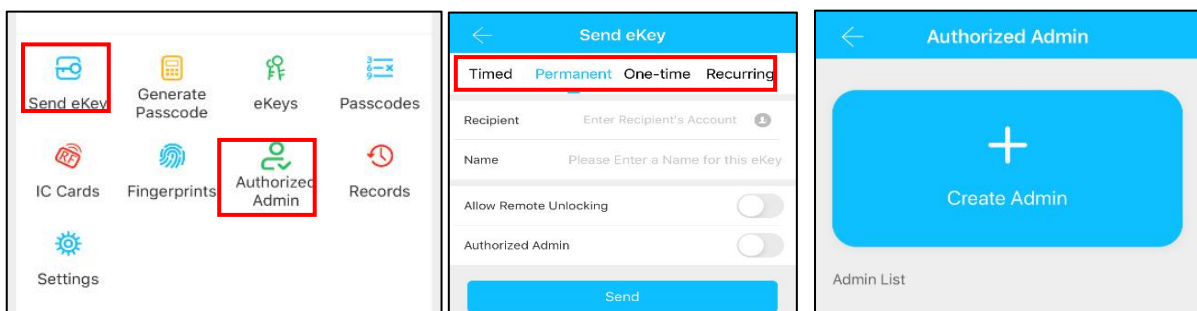 Send eKey
Generate
Passcode
eKeys
Passcodes
IC Cards
Fingerprints
Authorized
Admin
Records
Settings
Send eKey
Timed Permanent One-time Recurring
Recipient Enter Recipient's Account
Name Please Enter a Name for this eKey
Allow Remote Unlocking
Authorized Admin
Send
Authorized Admin
Create Admin
Admin List